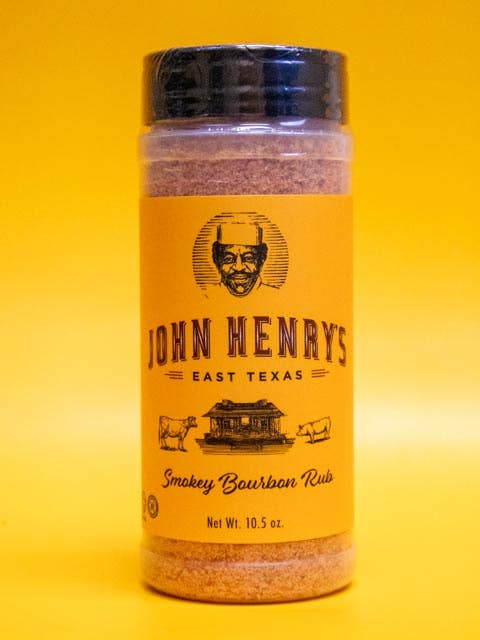 JOHN HENRY'S
EAST TEXAS
Smokey Bourbon Rub
Net Wt. 10.5 oz.